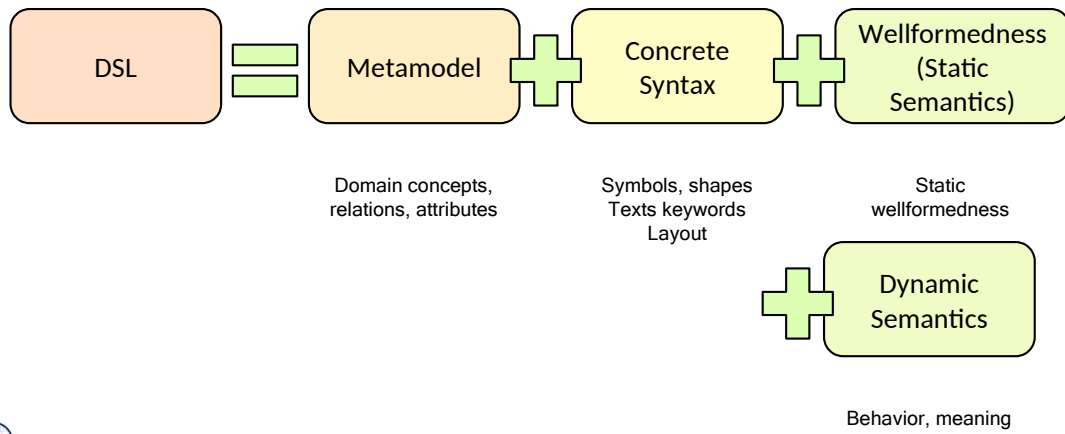 DSL
Metamodel
Concrete
Syntax
Wellformedness
(Static
Semantics)
Domain concepts,
relations, attributes
Symbols, shapes
Texts keywords
Layout
Static
wellformedness
Dynamic
Semantics
Behavior, meaning